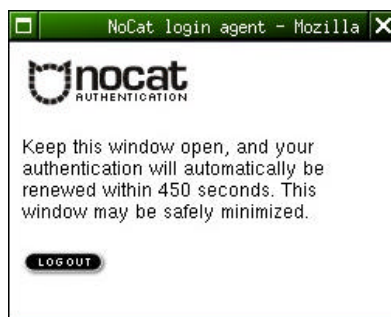 NoCat login agent - Mozilla
nocat
AUTHENTICATION
Keep this window open, and your
authentication will automatically be
renewed within 450 seconds. This
window may be safely minimized.
LOGOUT